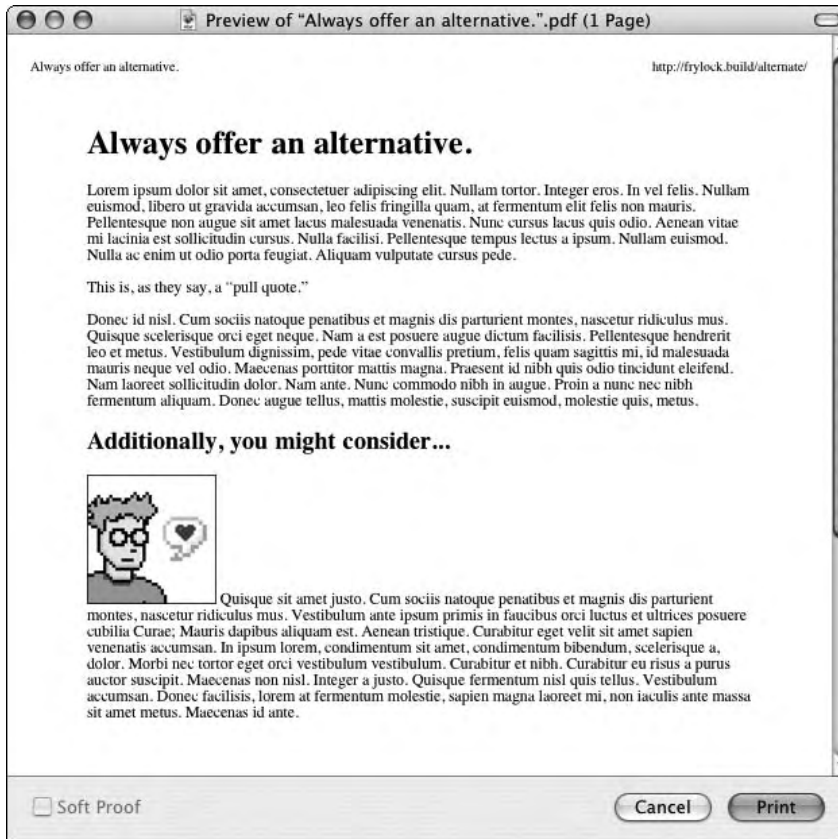 Preview of “Always offer an alternative.”.pdf (1 Page)
Always offer an alternative. http://frylock.build/alternate/
Always offer an alternative.
Lorem ipsum dolor sit amet, consectetuer adipiscing elit. Nullam tortor. Integer eros. In vel felis. Nullam
euismod, libero ut gravida accumsan, leo felis fringilla quam, at fermentum elit felis non mauris.
Pellentesque non augue sit amet lacus malesuada venenatis. Nunc cursus lacus quis odio. Aenean vitae
mi lacinia est sollicitudin cursus. Nulla facilisi. Pellentesque tempus lectus a ipsum. Nullam euismod.
Nulla ac enim ut odio porta feugiat. Aliquam vulputate cursus pede.
This is, as they say, a “pull quote.”
Donec id nisl. Cum sociis natoque penatibus et magnis dis parturient montes, nascetur ridiculus mus.
Quisque scelerisque orci eget neque. Nam a est posuere augue dictum facilisis. Pellentesque hendrerit
leo et metus. Vestibulum dignissim, pede vitae convallis pretium, felis quam sagittis mi, id malesuada
mauris neque vel odio. Maecenas porttitor mattis magna. Praesent id nibh quis odio tincidunt eleifend.
Nam laoreet sollicitudin dolor. Nam ante. Nunc commodo nibh in augue. Proin a nunc nec nibh
fermentum aliquam. Donec augue tellus, mattis molestie, suscipit euismod, molestie quis, metus.
Additionally, you might consider...
Quisque sit amet justo. Cum sociis natoque penatibus et magnis dis parturient
montes, nascetur ridiculus mus. Vestibulum ante ipsum primis in faucibus orci luctus et ultrices posuere
cubilia Curae; Mauris dapibus aliquam est. Aenean tristique. Curabitur eget velit sit amet sapien
venenatis accumsan. In ipsum lorem, condimentum sit amet, condimentum bibendum, scelerisque a,
dolor. Morbi nec tortor eget orci vestibulum vestibulum. Curabitur et nibh. Curabitur eu risus a purus
auctor suscipit. Maecenas non nisl. Integer a justo. Quisque fermentum nisl quis tellus. Vestibulum
accumsan. Donec facilisis, lorem at fermentum molestie, sapien magna laoreet mi, non iaculis ante massa
sit amet metus. Maecenas id ante.
Soft Proof Cancel Print